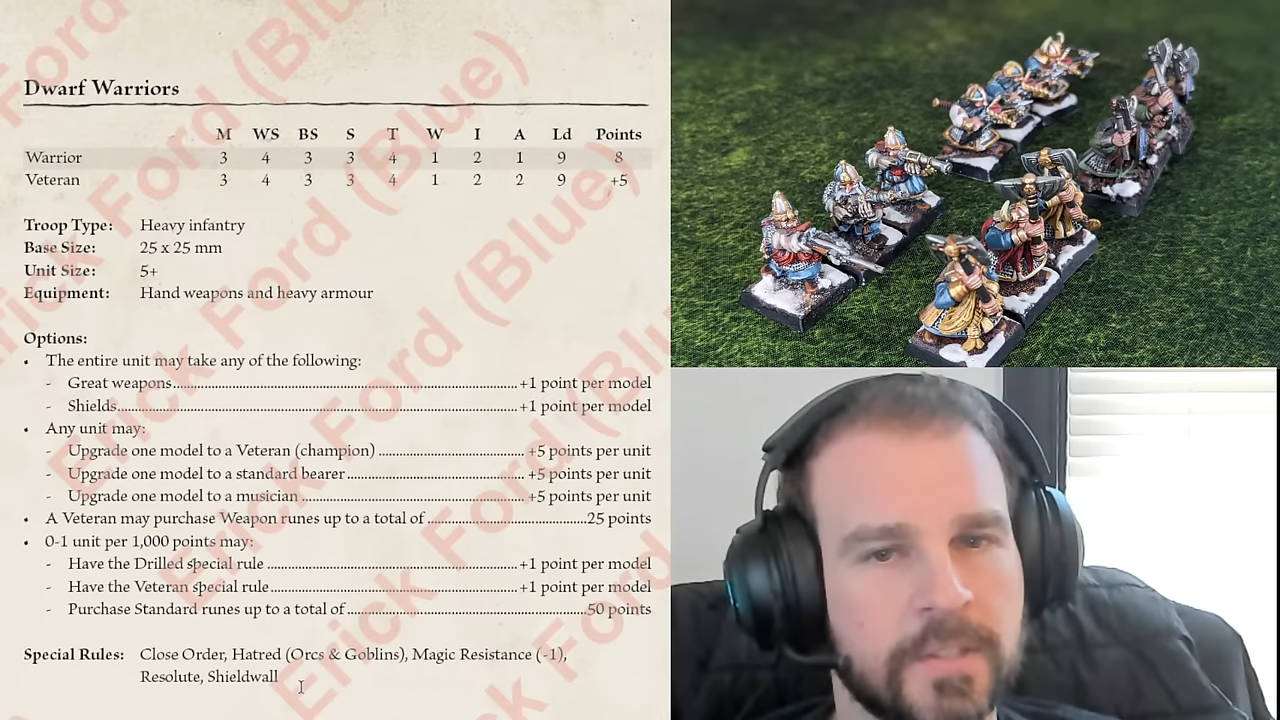 Dwarf Warriors
M WS BS S T W I A Ld Points
Warrior 3 4 3 3 4 1 2 1 9 8
Veteran 3 4 3 3 4 1 2 2 9 +5
Troop Type: Heavy infantry
Base Size: 25 x 25 mm
Unit Size: 5+
Equipment: Hand weapons and heavy armour
Options:
• The entire unit may take any of the following:
- Great weapons +1 point per model
- Shields +1 point per model
• Any unit may:
- Upgrade one model to a Veteran (champion) +5 points per unit
- Upgrade one model to a standard bearer +5 points per unit
- Upgrade one model to a musician +5 points per unit
• A Veteran may purchase Weapon runes up to a total of 25 points
• 0-1 unit per 1,000 points may:
- Have the Drilled special rule +1 point per model
- Have the Veteran special rule +1 point per model
- Purchase Standard runes up to a total of 50 points
Special Rules: Close Order, Hatred (Orcs & Goblins), Magic Resistance (-1),
Resolute, Shieldwall
Erick Ford (Blue)
Erick Ford (Blue)
Erick Ford (Blue)